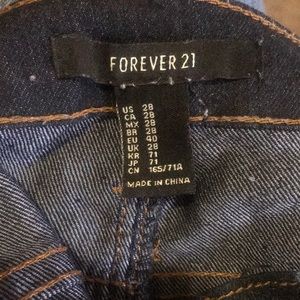 FOREVER 21
US 28
CA 28
MX 28
BR 28
EU 40
UK 28
KR 71
JP 71
CN 165/71A
MADE IN CHINA